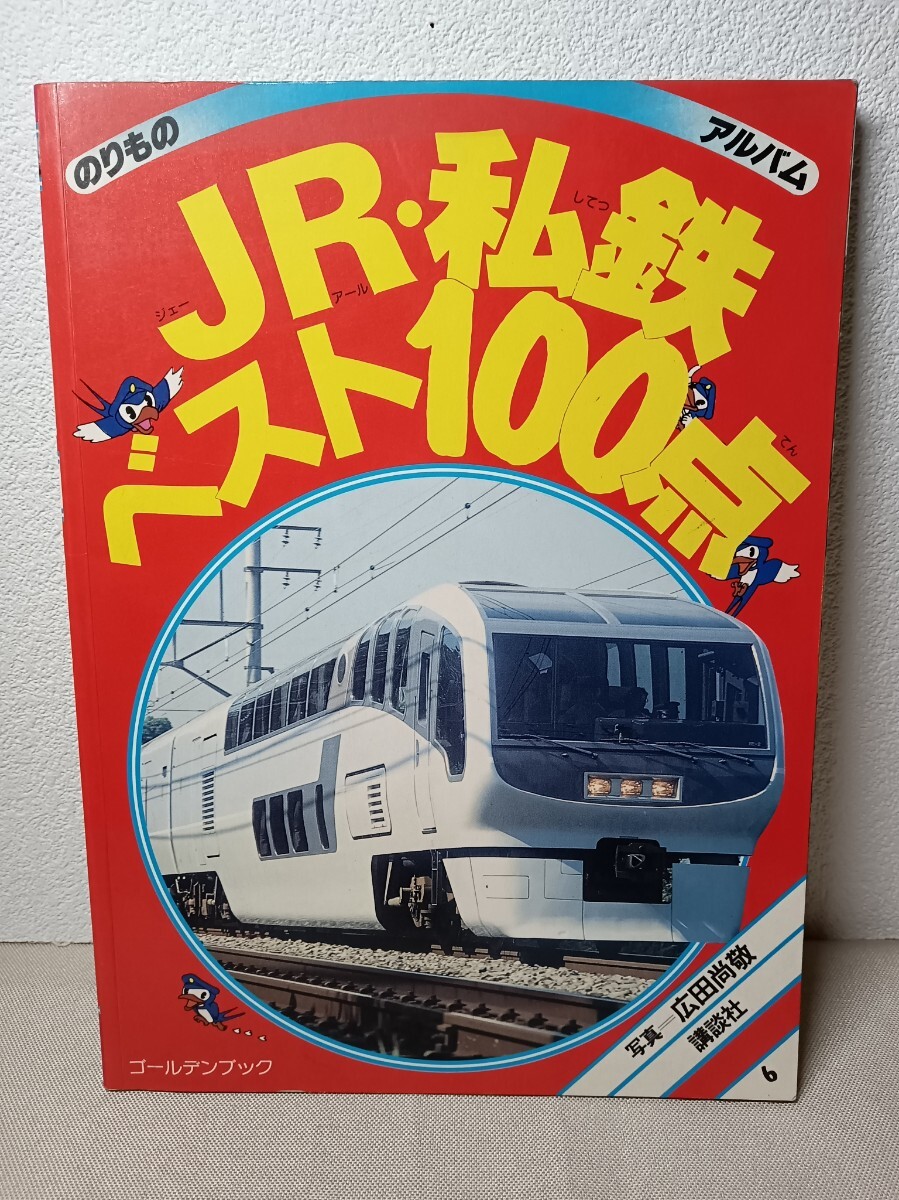 のりもの
アルバム
JR・私鉄
ジェー
アール
してつ
ベスト100点
てん
写真=広田尚敬
講談社
6
ゴールデンブック